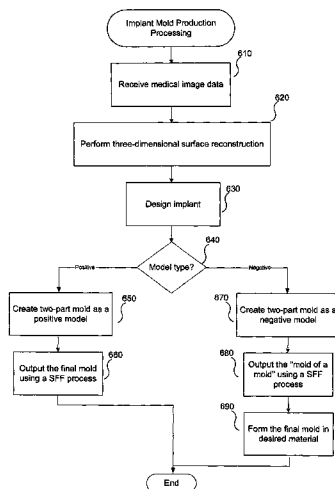 Implant Mold Production
Processing
610
Receive medical image data
620
Perform three-dimensional surface reconstruction
630
Design implant
640
Model type?
Positive
Negative
650
Create two-part mold as a
positive model
670
Create two-part mold as a
negative model
660
Output the final mold
using a SFF process
680
Output the "mold of a
mold" using a SFF
process
690
Form the final mold in
desired material
End